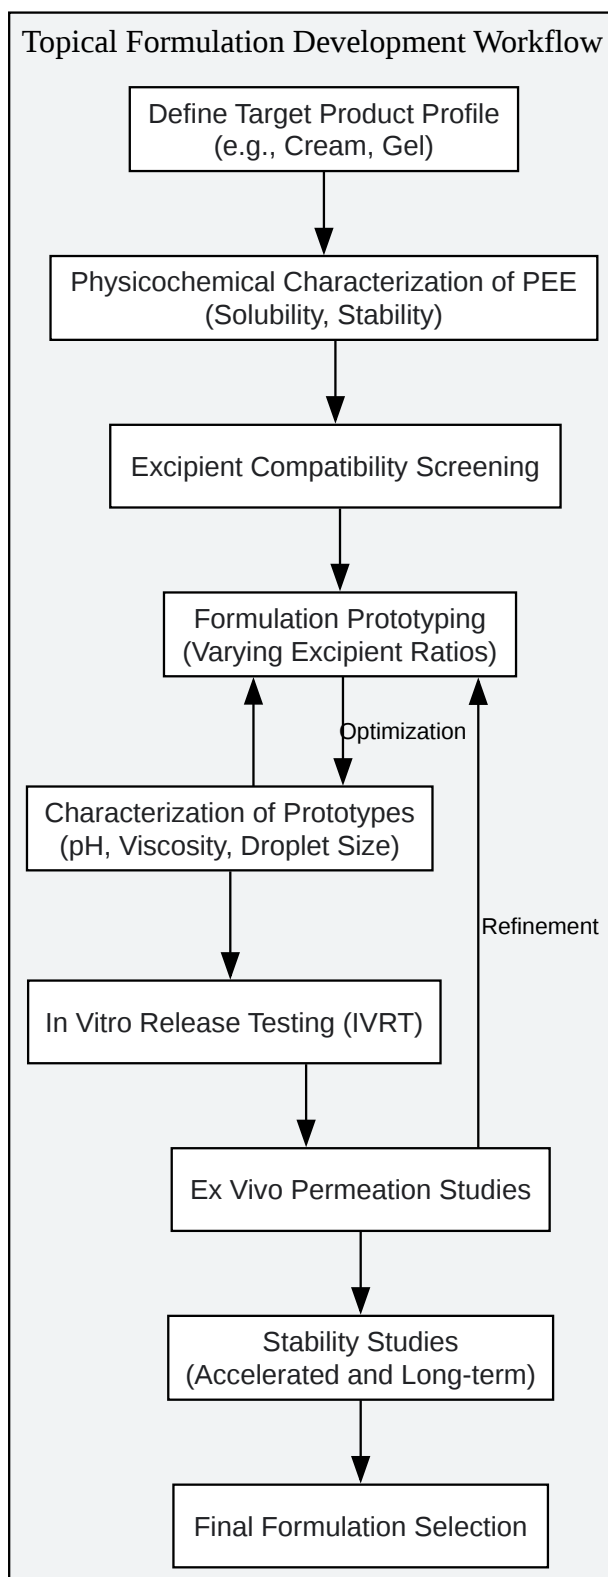 Topical Formulation Development Workflow
Define Target Product Profile
(e.g., Cream, Gel)
Physicochemical Characterization of PEE
(Solubility, Stability)
Excipient Compatibility Screening
Formulation Prototyping
(Varying Excipient Ratios)
Optimization
Characterization of Prototypes
(pH, Viscosity, Droplet Size)
Refinement
In Vitro Release Testing (IVRT)
Ex Vivo Permeation Studies
Stability Studies
(Accelerated and Long-term)
Final Formulation Selection